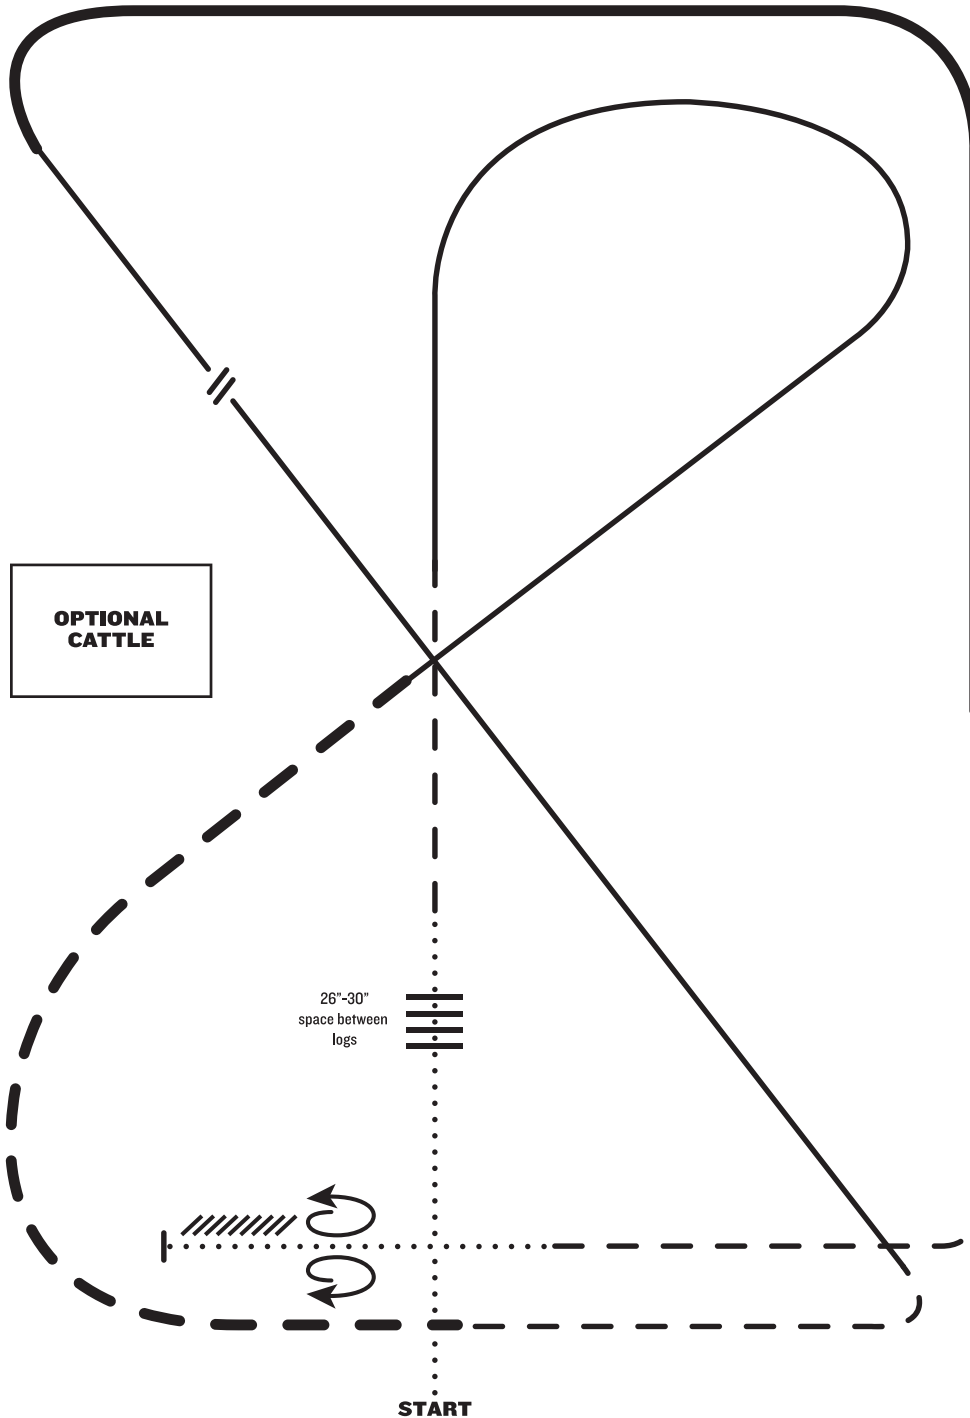 OPTIONAL
CATTLE
26”-30”
space between
logs
START